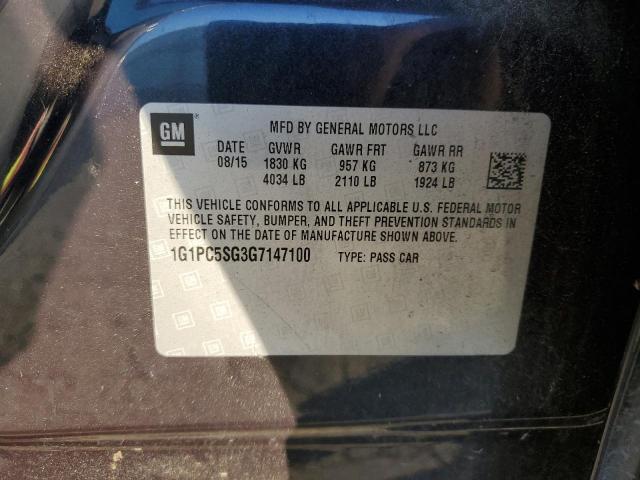 GM ® MFD BY GENERAL MOTORS LLC
DATE GVWR GAWR FRT GAWR RR
08/15 1830 KG 957 KG 873 KG
4034 LB 2110 LB 1924 LB
THIS VEHICLE CONFORMS TO ALL APPLICABLE U.S. FEDERAL MOTOR
VEHICLE SAFETY, BUMPER, AND THEFT PREVENTION STANDARDS IN
EFFECT ON THE DATE OF MANUFACTURE SHOWN ABOVE.
1G1PC5SG3G7147100 TYPE: PASS CAR